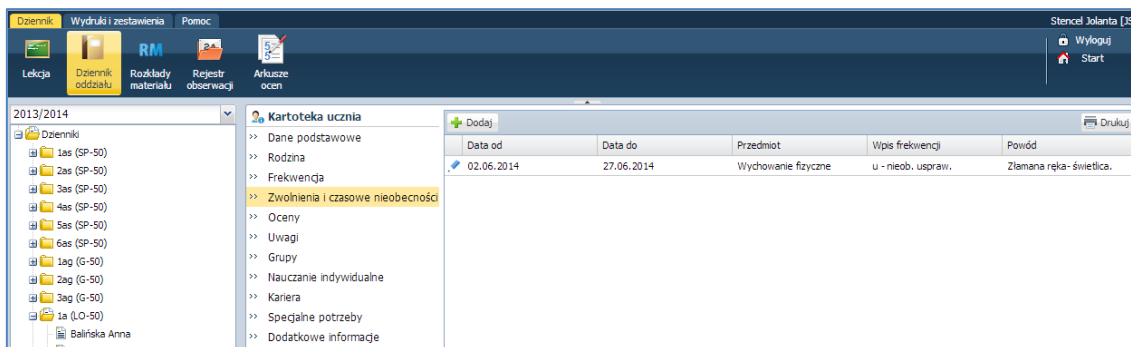 Dziennik Wydruki i zestawienia Pomoc
Stencel Jolanta [JS
Wyloguj
Start
Lekcja
Dziennik oddziału
RM
Rozkłady materiału
Rejestr obserwacji
Arkusze ocen
2013/2014
Dzienniki
1as (SP-50)
2as (SP-50)
3as (SP-50)
4as (SP-50)
5as (SP-50)
6as (SP-50)
1ag (G-50)
2ag (G-50)
3ag (G-50)
1a (LO-50)
Balińska Anna
Kartoteka ucznia
Dane podstawowe
Rodzina
Frekwencja
Zwolnienia i czasowe nieobecności
Oceny
Uwagi
Grupy
Nauczanie indywidualne
Kariera
Specjalne potrzeby
Dodatkowe informacje
Dodaj
Drukuj
Data od Data do Przedmiot Wpis frekwencji Powód
02.06.2014 27.06.2014 Wychowanie fizyczne u - nieob. uspraw. Złamana ręka- świetlica.